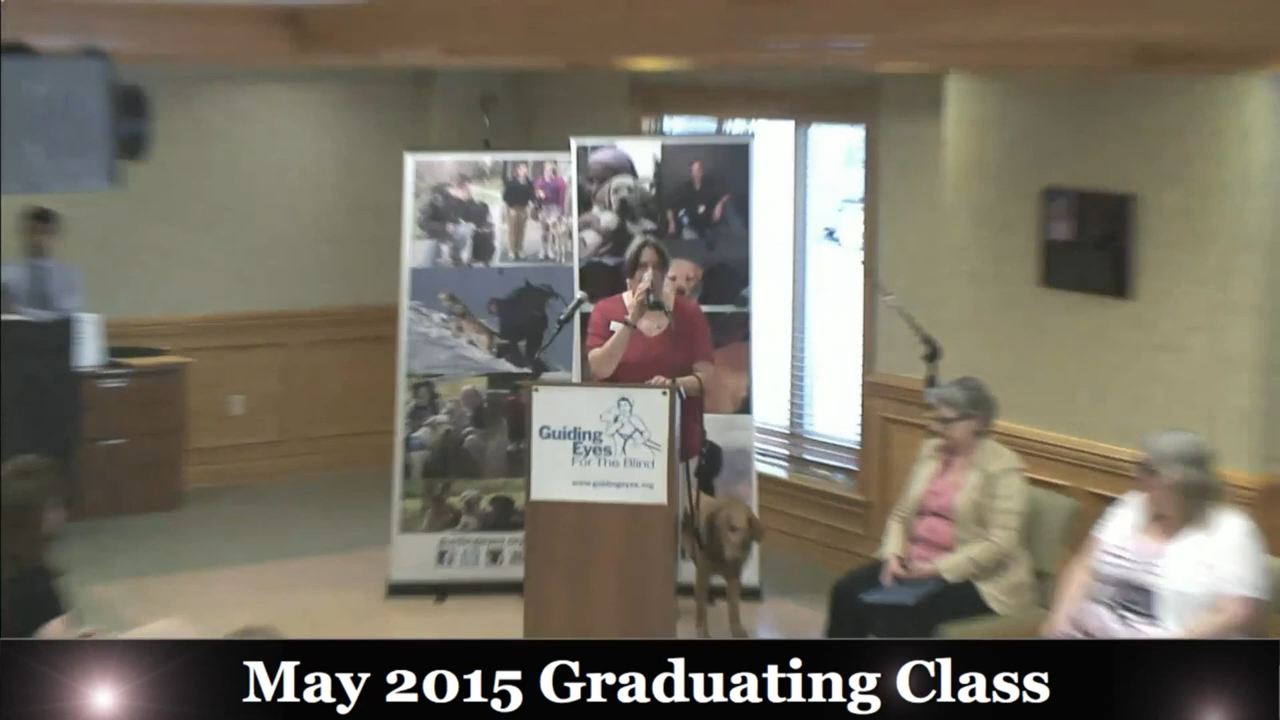 Guiding
Eyes
For The Blind
www.guidingeyes.org
May 2015 Graduating Class